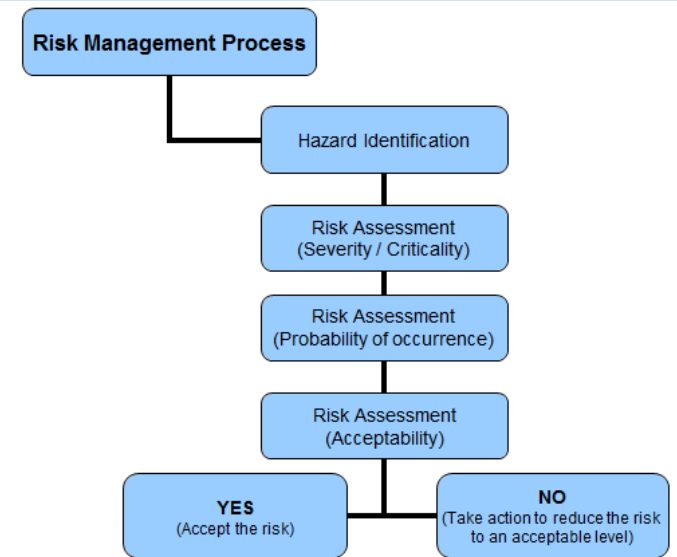 Risk Management Process
Hazard Identification
Risk Assessment
(Severity / Criticality)
Risk Assessment
(Probability of occurrence)
Risk Assessment
(Acceptability)
YES
(Accept the risk)
NO
(Take action to reduce the risk
to an acceptable level)